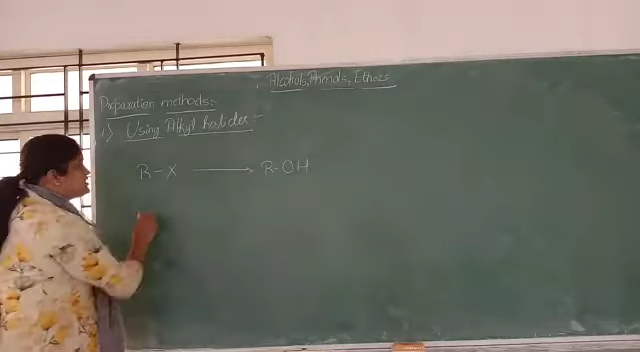 Alcohols, Phenols, Ethers
Preparation methods:-
1) Using Alkyl halides:-
R-X ⟶ R-OH